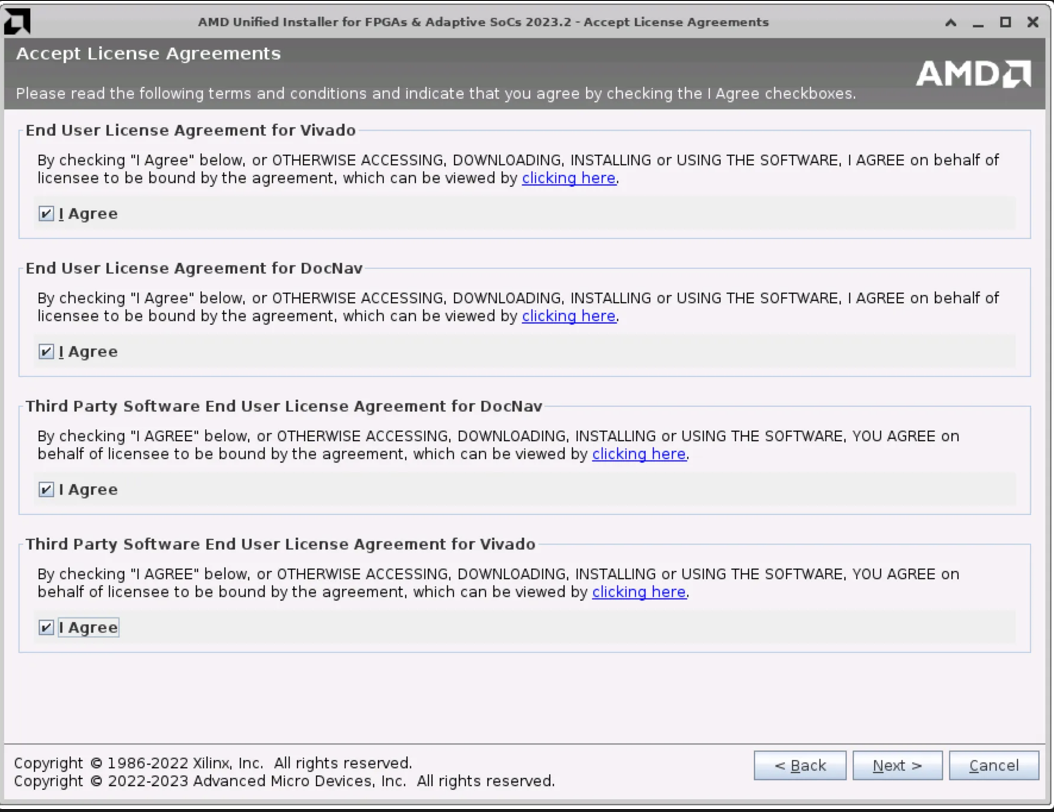 AMD Unified Installer for FPGAs & Adaptive SoCs 2023.2 - Accept License Agreements
Accept License Agreements
AMD
Please read the following terms and conditions and indicate that you agree by checking the I Agree checkboxes.
End User License Agreement for Vivado
By checking "I Agree" below, or OTHERWISE ACCESSING, DOWNLOADING, INSTALLING or USING THE SOFTWARE, I AGREE on behalf of
licensee to be bound by the agreement, which can be viewed by clicking here.
I Agree
End User License Agreement for DocNav
By checking "I Agree" below, or OTHERWISE ACCESSING, DOWNLOADING, INSTALLING or USING THE SOFTWARE, I AGREE on behalf of
licensee to be bound by the agreement, which can be viewed by clicking here.
I Agree
Third Party Software End User License Agreement for DocNav
By checking "I AGREE" below, or OTHERWISE ACCESSING, DOWNLOADING, INSTALLING or USING THE SOFTWARE, YOU AGREE on
behalf of licensee to be bound by the agreement, which can be viewed by clicking here.
I Agree
Third Party Software End User License Agreement for Vivado
By checking "I AGREE" below, or OTHERWISE ACCESSING, DOWNLOADING, INSTALLING or USING THE SOFTWARE, YOU AGREE on
behalf of licensee to be bound by the agreement, which can be viewed by clicking here.
I Agree
Copyright © 1986-2022 Xilinx, Inc. All rights reserved.
Copyright © 2022-2023 Advanced Micro Devices, Inc. All rights reserved.
< Back
Next >
Cancel